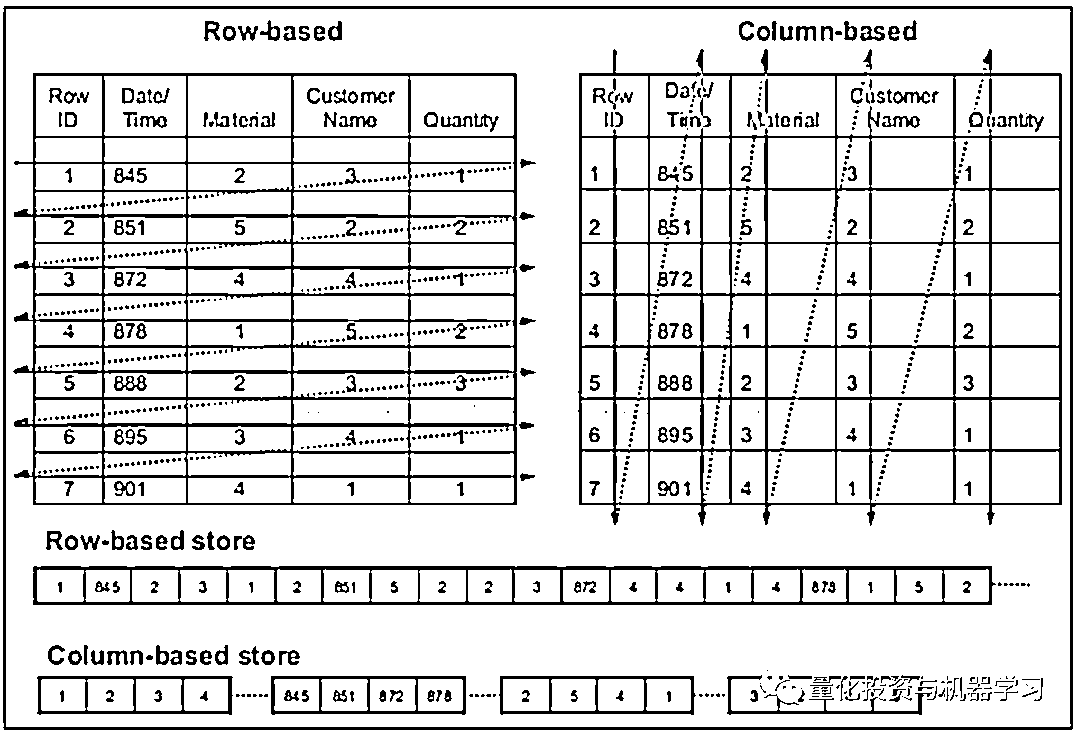 Row-based
Row ID Date/Time Material Customer Name Quantity
1 845 2 3 1
2 851 5 2 2
3 872 4 4 1
4 878 1 5 2
5 888 2 3 3
6 895 3 4 1
7 901 4 1 1
Column-based
Row ID Date/Time Material Customer Name Quantity
1 845 2 3 1
2 851 5 2 2
3 872 4 4 1
4 878 1 5 2
5 888 2 3 3
6 895 3 4 1
7 901 4 1 1
Row-based store
1 845 2 3 1 2 851 5 2 2 3 872 4 4 1 4 878 1 5 2
Column-based store
1 2 3 4 845 851 872 878 2 5 4 1 3
量化投资与机器学习